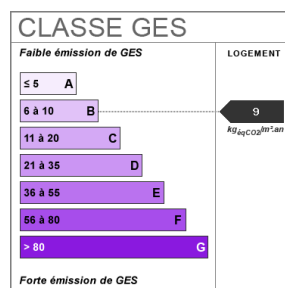 CLASSE GES
Faible émission de GES
LOGEMENT
≤ 5 A
6 à 10 B
9
kgéqCO2/m².an
11 à 20 C
21 à 35 D
36 à 55 E
56 à 80 F
> 80 G
Forte émission de GES